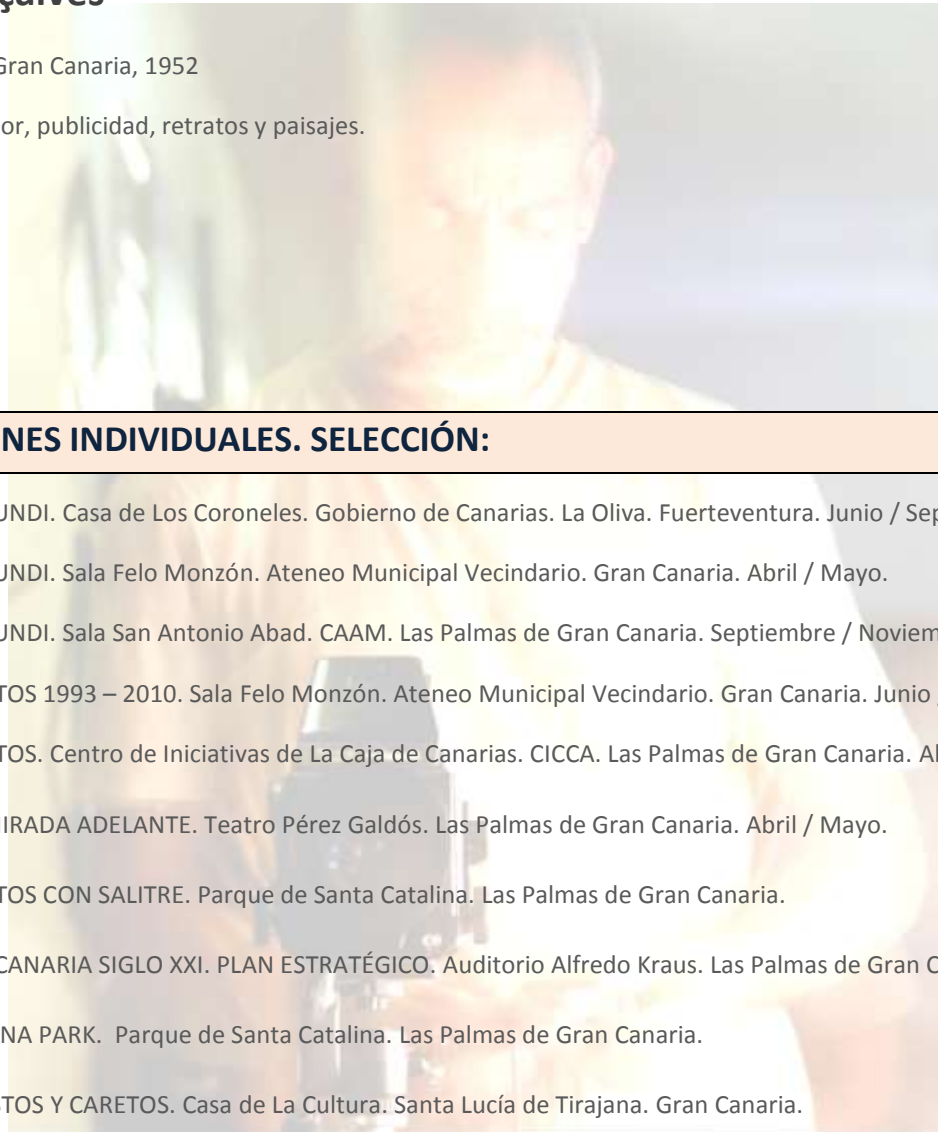 çalves
Gran Canaria, 1952
or, publicidad, retratos y paisajes.
NES INDIVIDUALES. SELECCIÓN:
UNDI. Casa de Los Coroneles. Gobierno de Canarias. La Oliva. Fuerteventura. Junio / Sep
UNDI. Sala Felo Monzón. Ateneo Municipal Vecindario. Gran Canaria. Abril / Mayo.
UNDI. Sala San Antonio Abad. CAAM. Las Palmas de Gran Canaria. Septiembre / Noviem
TOS 1993 – 2010. Sala Felo Monzón. Ateneo Municipal Vecindario. Gran Canaria. Junio /
TOS. Centro de Iniciativas de La Caja de Canarias. CICCA. Las Palmas de Gran Canaria. Ab
MIRADA ADELANTE. Teatro Pérez Galdós. Las Palmas de Gran Canaria. Abril / Mayo.
TOS CON SALITRE. Parque de Santa Catalina. Las Palmas de Gran Canaria.
CANARIA SIGLO XXI. PLAN ESTRATÉGICO. Auditorio Alfredo Kraus. Las Palmas de Gran C
NA PARK. Parque de Santa Catalina. Las Palmas de Gran Canaria.
TOS Y CARETOS. Casa de La Cultura. Santa Lucía de Tirajana. Gran Canaria.